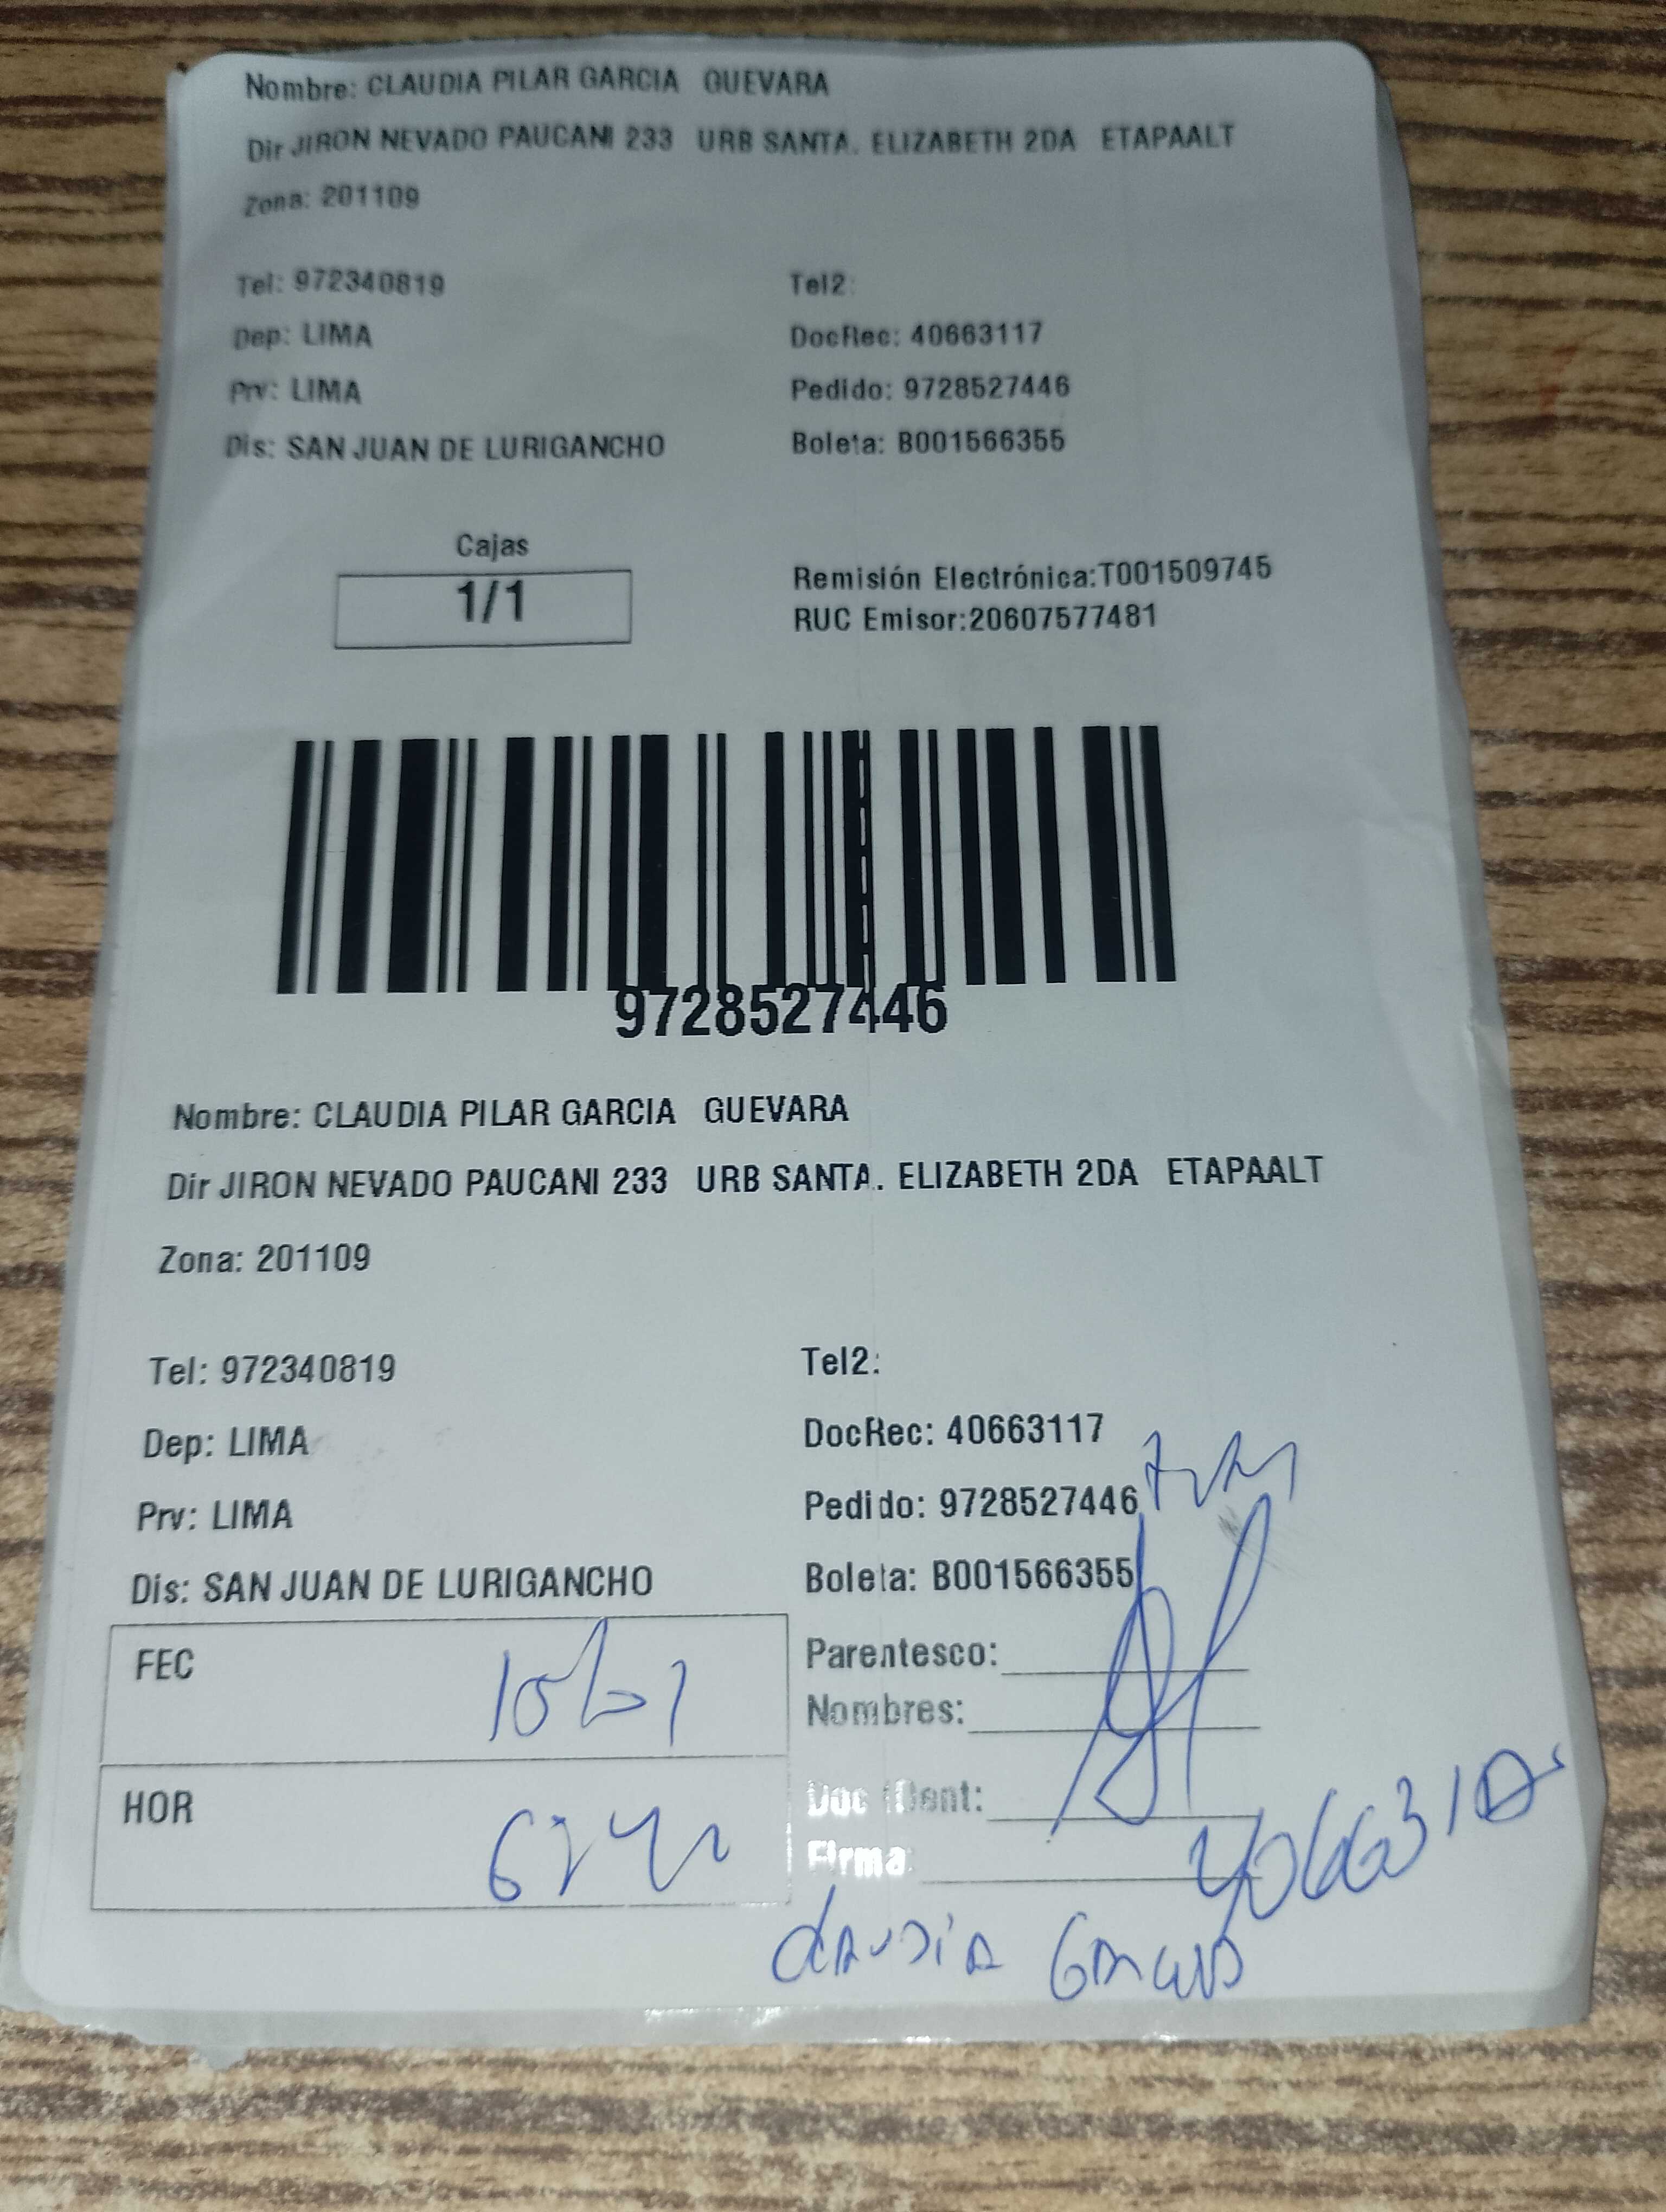 Nombre: CLAUDIA PILAR GARCIA GUEVARA
Dir JIRON NEVADO PAUCANI 233 URB SANTA. ELIZABETH 2DA ETAPAALT
Zona: 201109
Tel: 972340819 Tel2:
Dep: LIMA DocRec: 40663117
Prv: LIMA Pedido: 9728527446
Dis: SAN JUAN DE LURIGANCHO Boleta: B001566355
Cajas
1/1
Remisión Electrónica:T001509745
RUC Emisor:20607577481
9728527446
Nombre: CLAUDIA PILAR GARCIA GUEVARA
Dir JIRON NEVADO PAUCANI 233 URB SANTA. ELIZABETH 2DA ETAPAALT
Zona: 201109
Tel: 972340819 Tel2:
Dep: LIMA DocRec: 40663117
Prv: LIMA Pedido: 9728527446
Dis: SAN JUAN DE LURIGANCHO Boleta: B001566355
FEC
Parentesco:
Nombres:
HOR
Doc Ident:
Firma:
Claudia Garcia